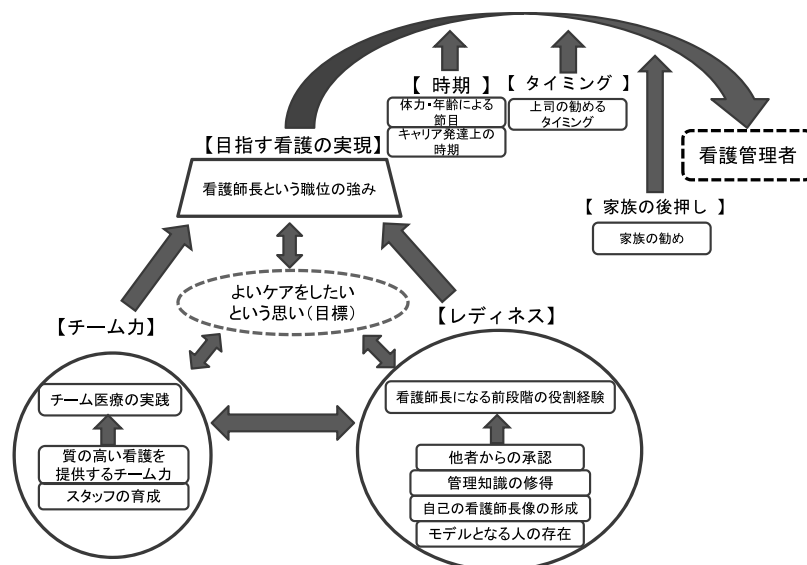 【 時期 】
体力・年齢による
節目
キャリア発達上の
時期
【 タイミング 】
上司の勧める
タイミング
【目指す看護の実現】
看護師長という職位の強み
看護管理者
【 家族の後押し 】
家族の勧め
よいケアをしたい
という思い(目標)
【チーム力】
チーム医療の実践
質の高い看護を
提供するチーム力
スタッフの育成
【レディネス】
看護師長になる前段階の役割経験
他者からの承認
管理知識の修得
自己の看護師長像の形成
モデルとなる人の存在